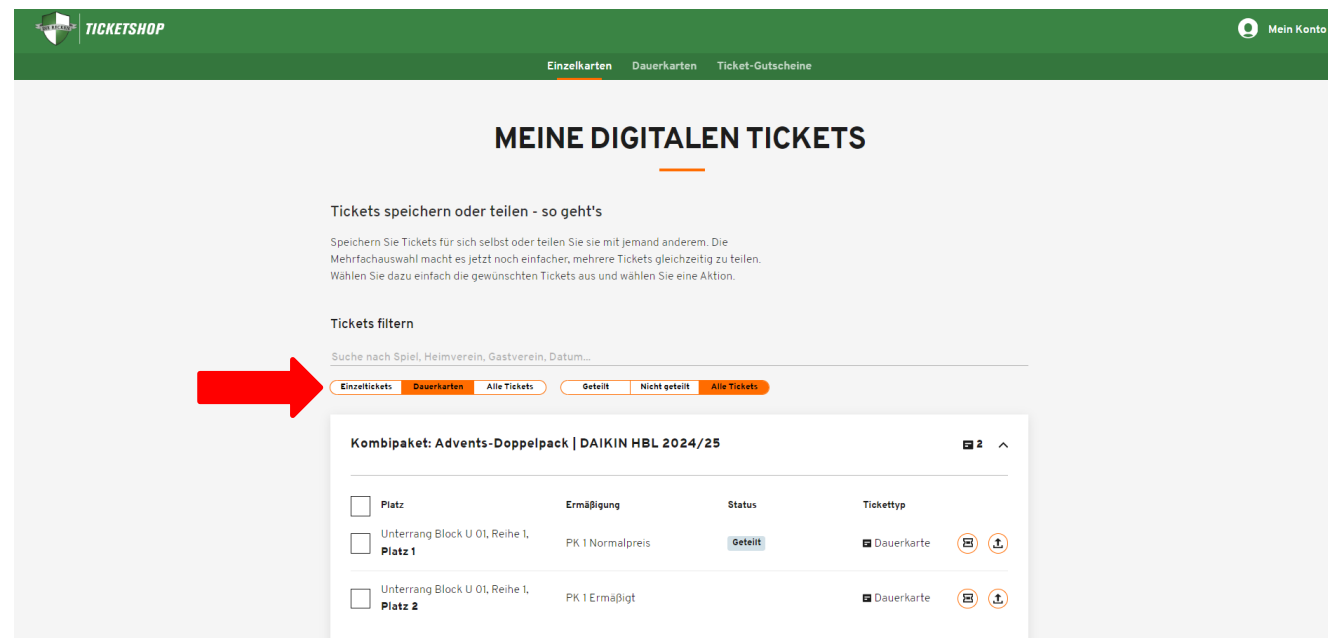 TICKETSHOP
Mein Konto
Einzelkarten Dauerkarten Ticket-Gutscheine
MEINE DIGITALEN TICKETS
Tickets speichern oder teilen - so geht's
Speichern Sie Tickets für sich selbst oder teilen Sie sie mit jemand anderem. Die
Mehrfachauswahl macht es jetzt noch einfacher, mehrere Tickets gleichzeitig zu teilen.
Wählen Sie dazu einfach die gewünschten Tickets aus und wählen Sie eine Aktion.
Tickets filtern
Suche nach Spiel, Heimverein, Gastverein, Datum...
Einzeltickets Dauerkarten Alle Tickets Geteilt Nicht geteilt Alle Tickets
Kombipaket: Advents-Doppelpack | DAIKIN HBL 2024/25 2
Platz Ermäßigung Status Tickettyp
Unterrang Block U 01, Reihe 1,
Platz 1 PK 1 Normalpreis Geteilt Dauerkarte
Unterrang Block U 01, Reihe 1,
Platz 2 PK 1 Ermäßigt Dauerkarte